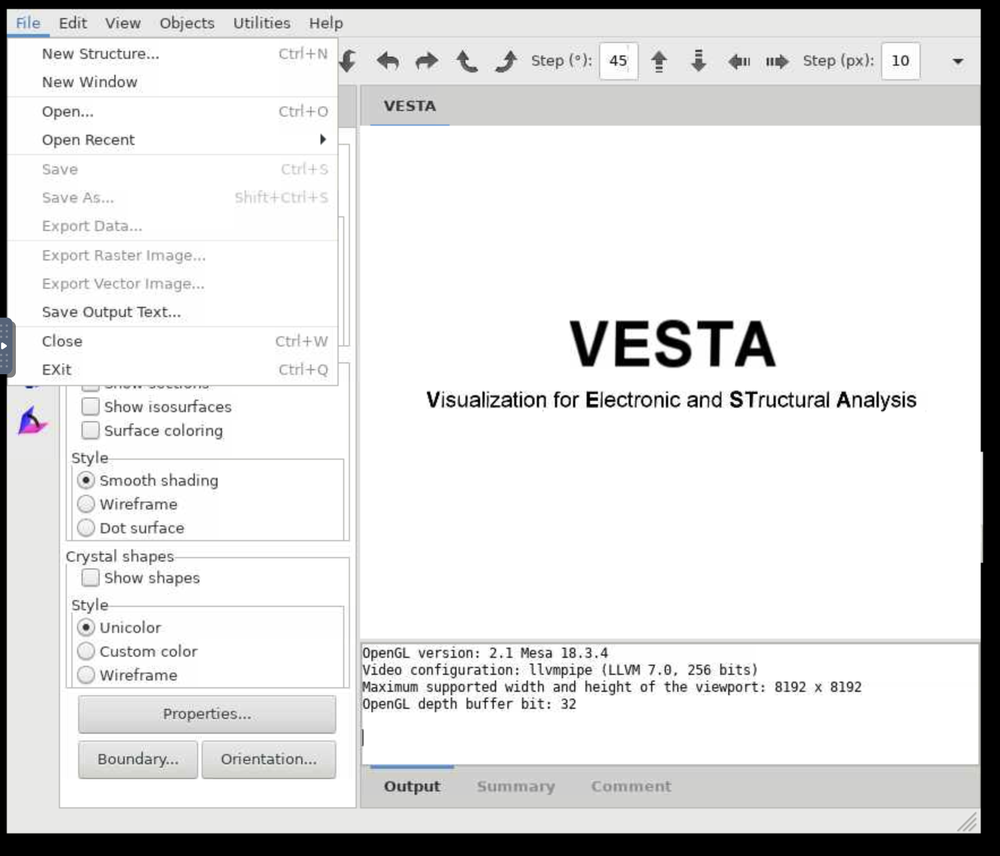 File Edit View Objects Utilities Help
New Structure... Ctrl+N
New Window
Open... Ctrl+O
Open Recent
Save Ctrl+S
Save As... Shift+Ctrl+S
Export Data...
Export Raster Image...
Export Vector Image...
Save Output Text...
Close Ctrl+W
EXit Ctrl+Q
Step (°): 45 Step (px): 10
Show sections
Show isosurfaces
Surface coloring
Style
Smooth shading
Wireframe
Dot surface
Crystal shapes
Show shapes
Style
Unicolor
Custom color
Wireframe
Properties...
Boundary... Orientation...
VESTA
VESTA
Visualization for Electronic and STructural Analysis
OpenGL version: 2.1 Mesa 18.3.4
Video configuration: llvmpipe (LLVM 7.0, 256 bits)
Maximum supported width and height of the viewport: 8192 x 8192
OpenGL depth buffer bit: 32
Output Summary Comment